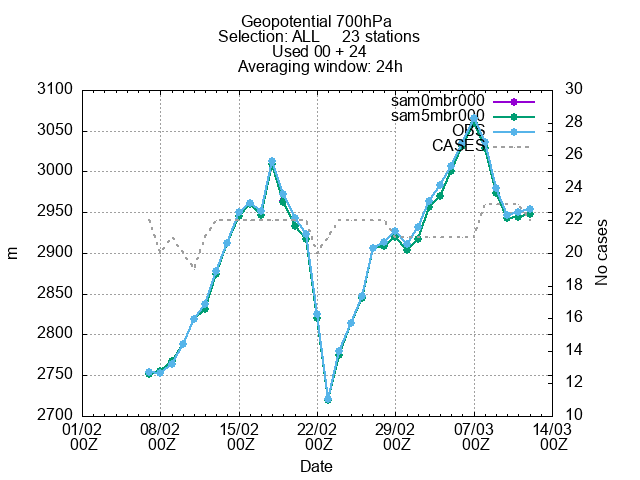 Geopotential 700hPa
Selection: ALL 23 stations
Used 00 + 24
Averaging window: 24h
3100 30
sam0mbr000
sam5mbr000
3050 28
OBS
CASES
26
3000
24
2950
22
2900 20
2850 18
2800 16
14
2750
12
2700 10
m
No cases
01/02 08/02 15/02 22/02 29/02 07/03 14/03
00Z 00Z 00Z 00Z 00Z 00Z 00Z
Date